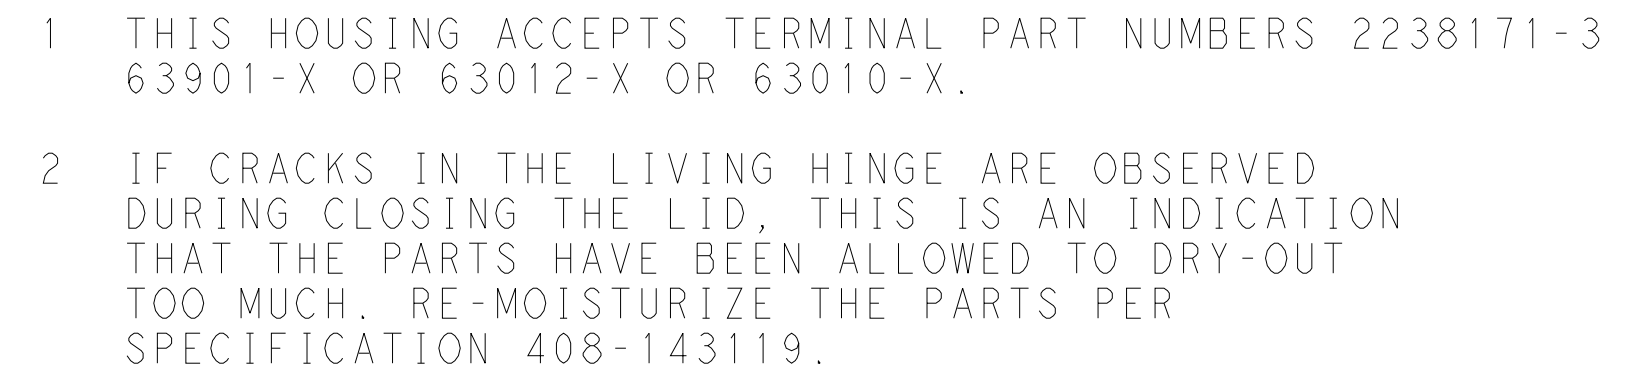 1 THIS HOUSING ACCEPTS TERMINAL PART NUMBERS 2238171-3
63901-X OR 63012-X OR 63010-X.
2 IF CRACKS IN THE LIVING HINGE ARE OBSERVED
DURING CLOSING THE LID, THIS IS AN INDICATION
THAT THE PARTS HAVE BEEN ALLOWED TO DRY-OUT
TOO MUCH. RE-MOISTURIZE THE PARTS PER
SPECIFICATION 408-143119.